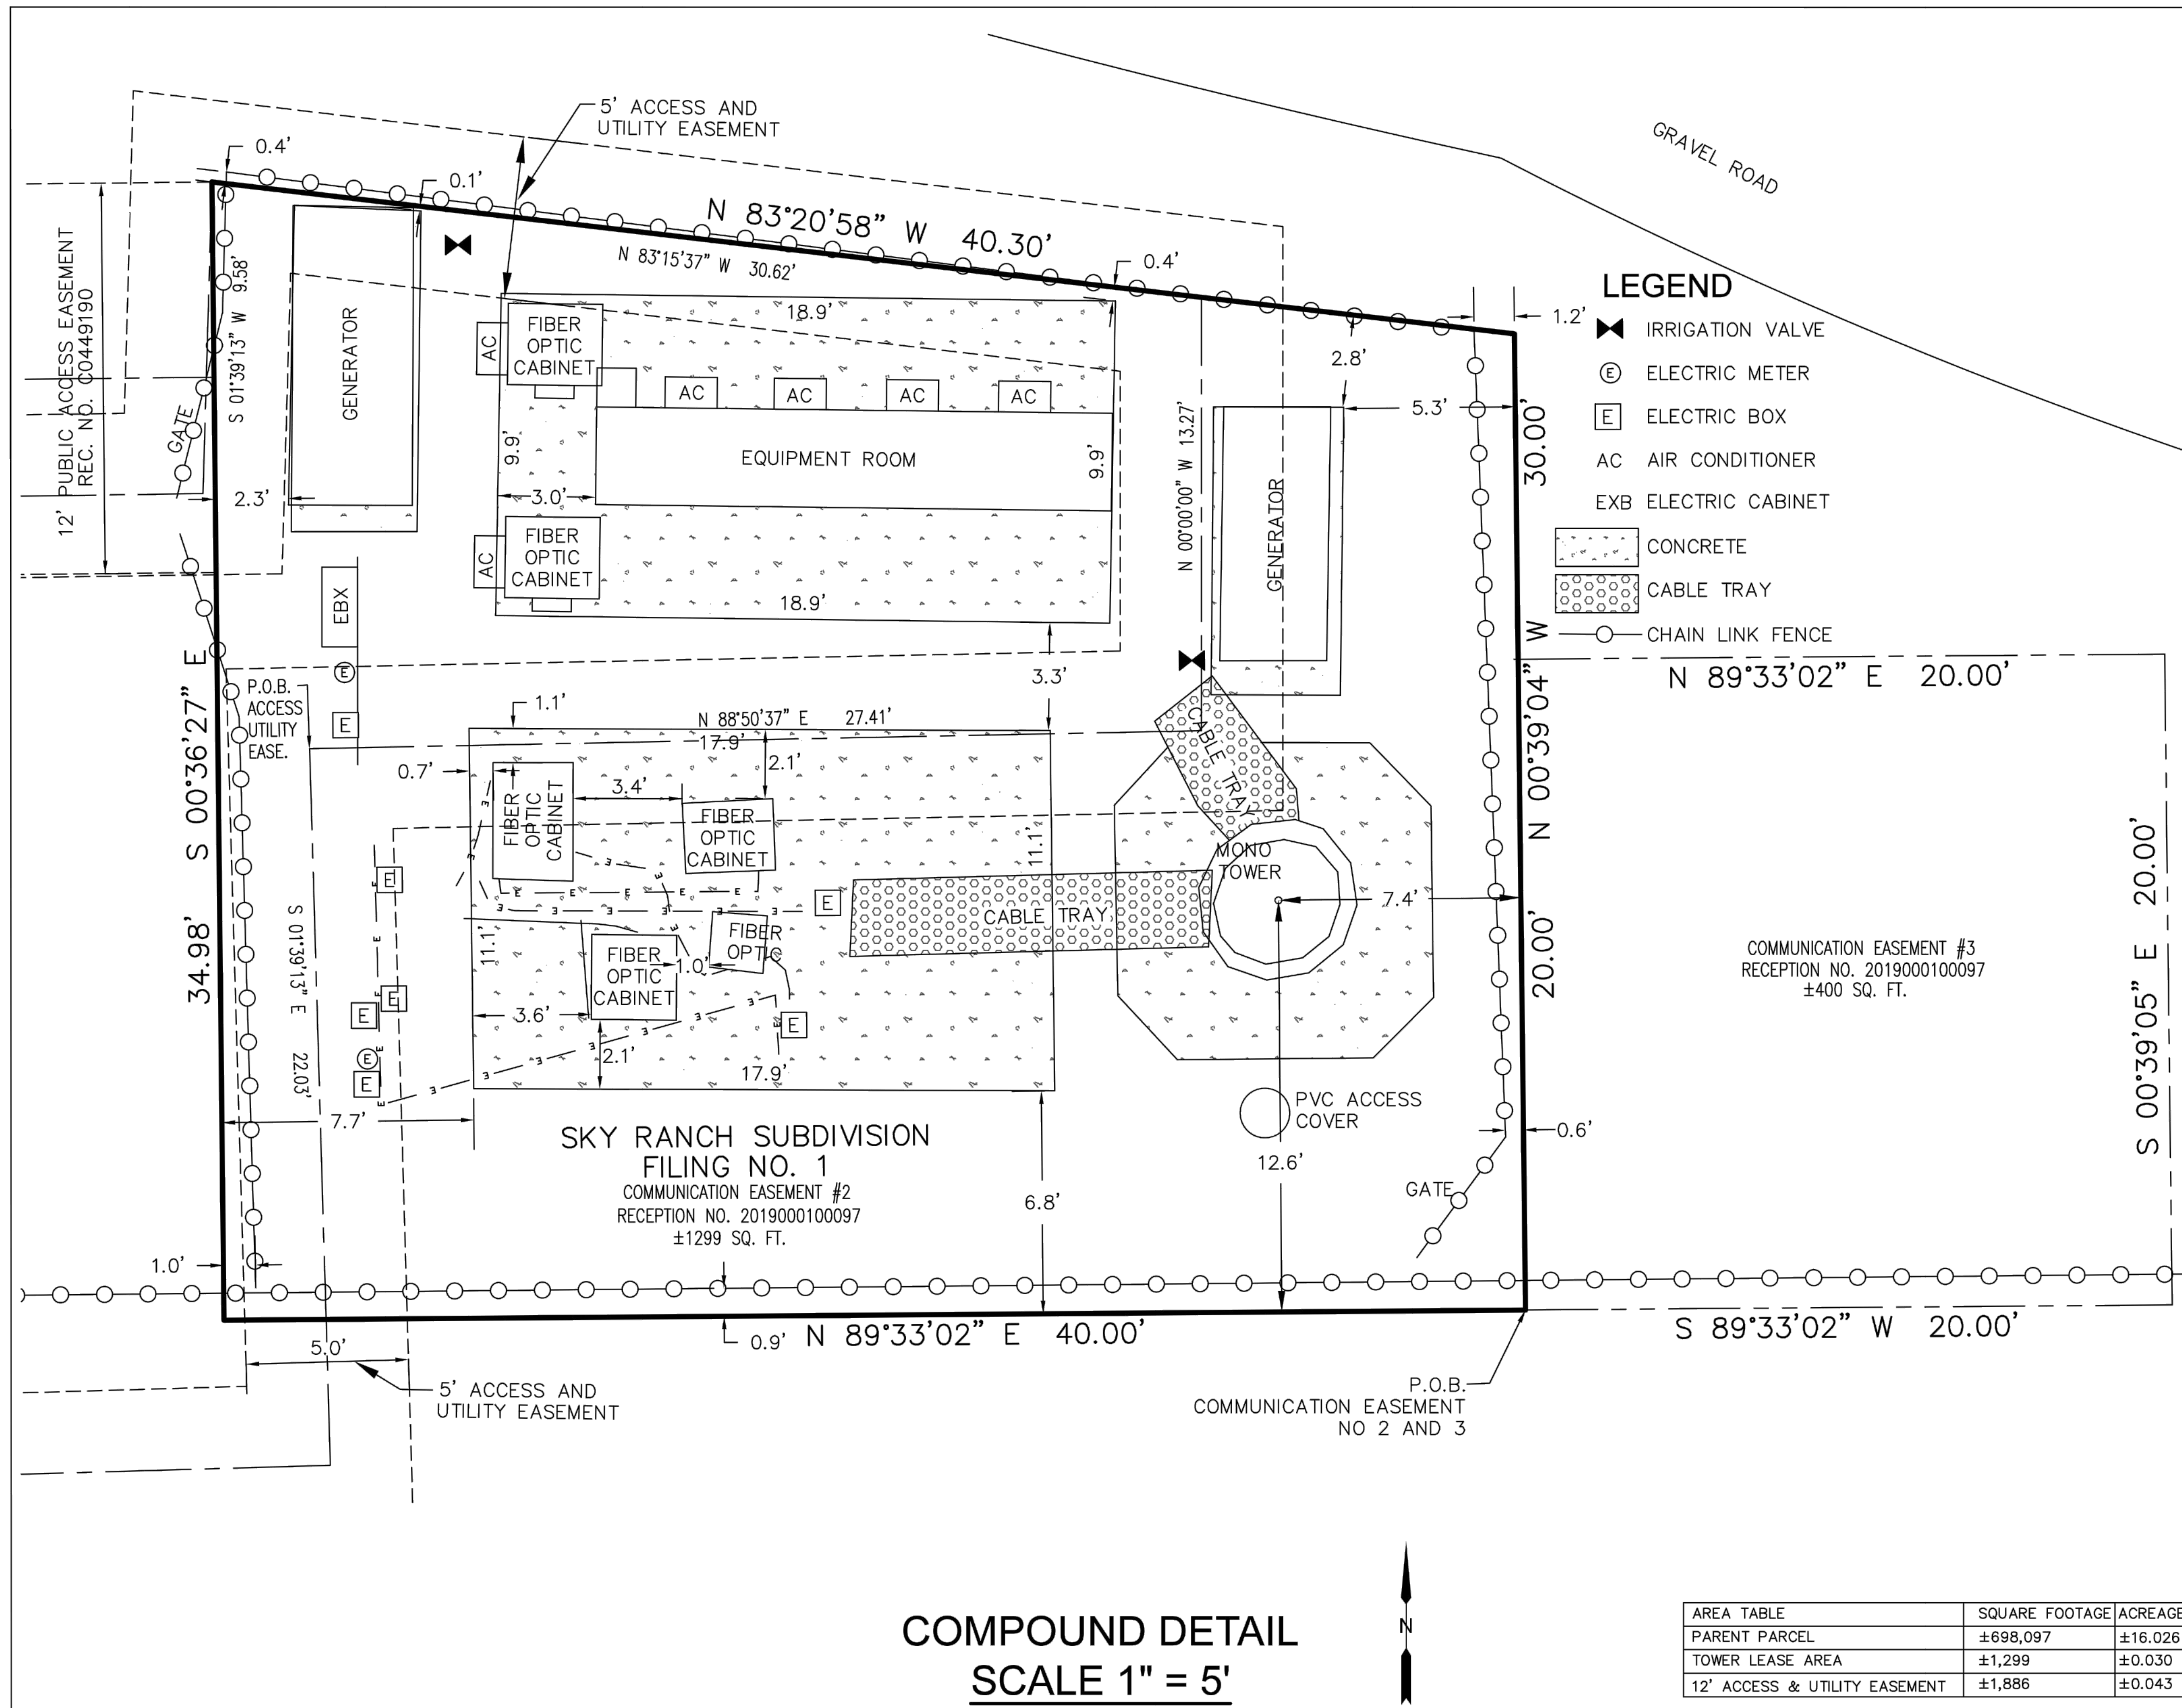 5' ACCESS AND
UTILITY EASEMENT
GRAVEL ROAD
0.4'
0.1'
N 83°20'58" W 40.30'
N 83°15'37" W 30.62'
0.4'
1.2'
12' PUBLIC ACCESS EASEMENT
REC. NO. C0449190
S 01°39'13" W 9.58'
GATE
2.3'
GENERATOR
AC
FIBER
OPTIC
CABINET
18.9'
AC
AC
AC
AC
9.9'
EQUIPMENT ROOM
9.9'
3.0'
AC
FIBER
OPTIC
CABINET
18.9'
N 00°00'00" W 13.27'
2.8'
5.3'
GENERATOR
30.00'
LEGEND
IRRIGATION VALVE
E ELECTRIC METER
E ELECTRIC BOX
AC AIR CONDITIONER
EXB ELECTRIC CABINET
CONCRETE
CABLE TRAY
CHAIN LINK FENCE
EBX
E
E
P.O.B.
ACCESS
UTILITY
EASE.
3.3'
1.1'
N 88°50'37" E 27.41'
17.9'
2.1'
0.7'
3.4'
FIBER
OPTIC
CABINET
FIBER
OPTIC
CABINET
11.1'
CABLE TRAY
MONO
TOWER
7.4'
N 00°39'04" W
20.00'
N 89°33'02" E 20.00'
COMMUNICATION EASEMENT #3
RECEPTION NO. 2019000100097
±400 SQ. FT.
S 00°39'05" E 20.00'
34.98' S 00°36'27" E
S 01°39'13" E 22.03'
E
E
E
E
E
E E E E E
E
CABLE TRAY
11.1'
FIBER
OPTIC
CABINET
1.0'
FIBER
OPTIC
3.6'
2.1'
E
17.9'
7.7'
SKY RANCH SUBDIVISION
FILING NO. 1
COMMUNICATION EASEMENT #2
RECEPTION NO. 2019000100097
±1299 SQ. FT.
6.8'
PVC ACCESS
COVER
12.6'
0.6'
GATE
1.0'
0.9'
N 89°33'02" E 40.00'
S 89°33'02" W 20.00'
5.0'
5' ACCESS AND
UTILITY EASEMENT
P.O.B.
COMMUNICATION EASEMENT
NO 2 AND 3
COMPOUND DETAIL
SCALE 1" = 5'
N
AREA TABLE SQUARE FOOTAGE ACREAGE
PARENT PARCEL ±698,097 ±16.026
TOWER LEASE AREA ±1,299 ±0.030
12' ACCESS & UTILITY EASEMENT ±1,886 ±0.043